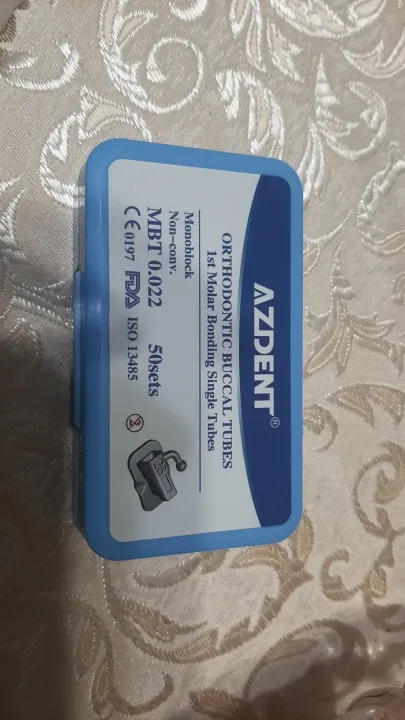 AZDENT®
ORTHODONTIC BUCCAL TUBES
1st Molar Bonding Single Tubes
Monoblock
Non-conv.
MBT 0.022 50sets
CE 0197 FDA ISO 13485
2